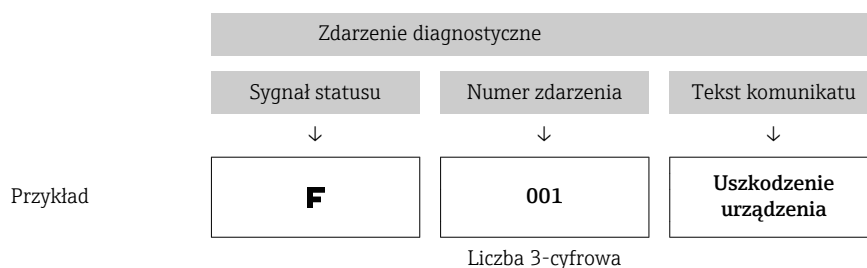 Zdarzenie diagnostyczne
Sygnał statusu Numer zdarzenia Tekst komunikatu
↓ ↓ ↓
Przykład F 001 Uszkodzenie
urządzenia
Liczba 3-cyfrowa